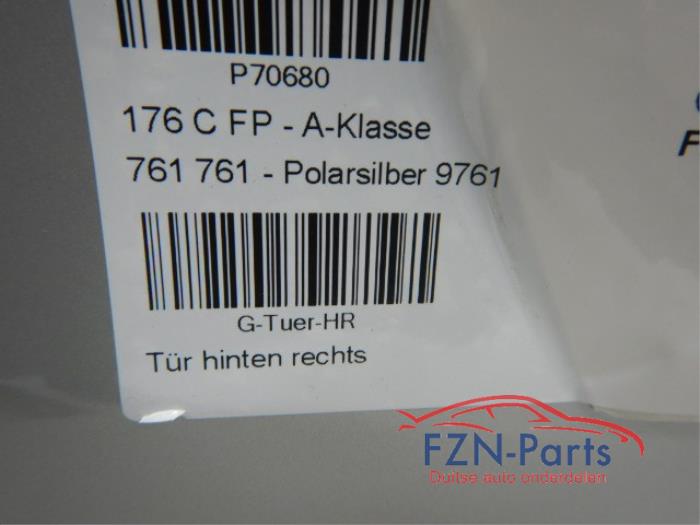 P70680
176 C FP - A-Klasse
761 761 - Polarsilber 9761
G-Tuer-HR
Tür hinten rechts
F
FZN-Parts
Duitse auto onderdelen